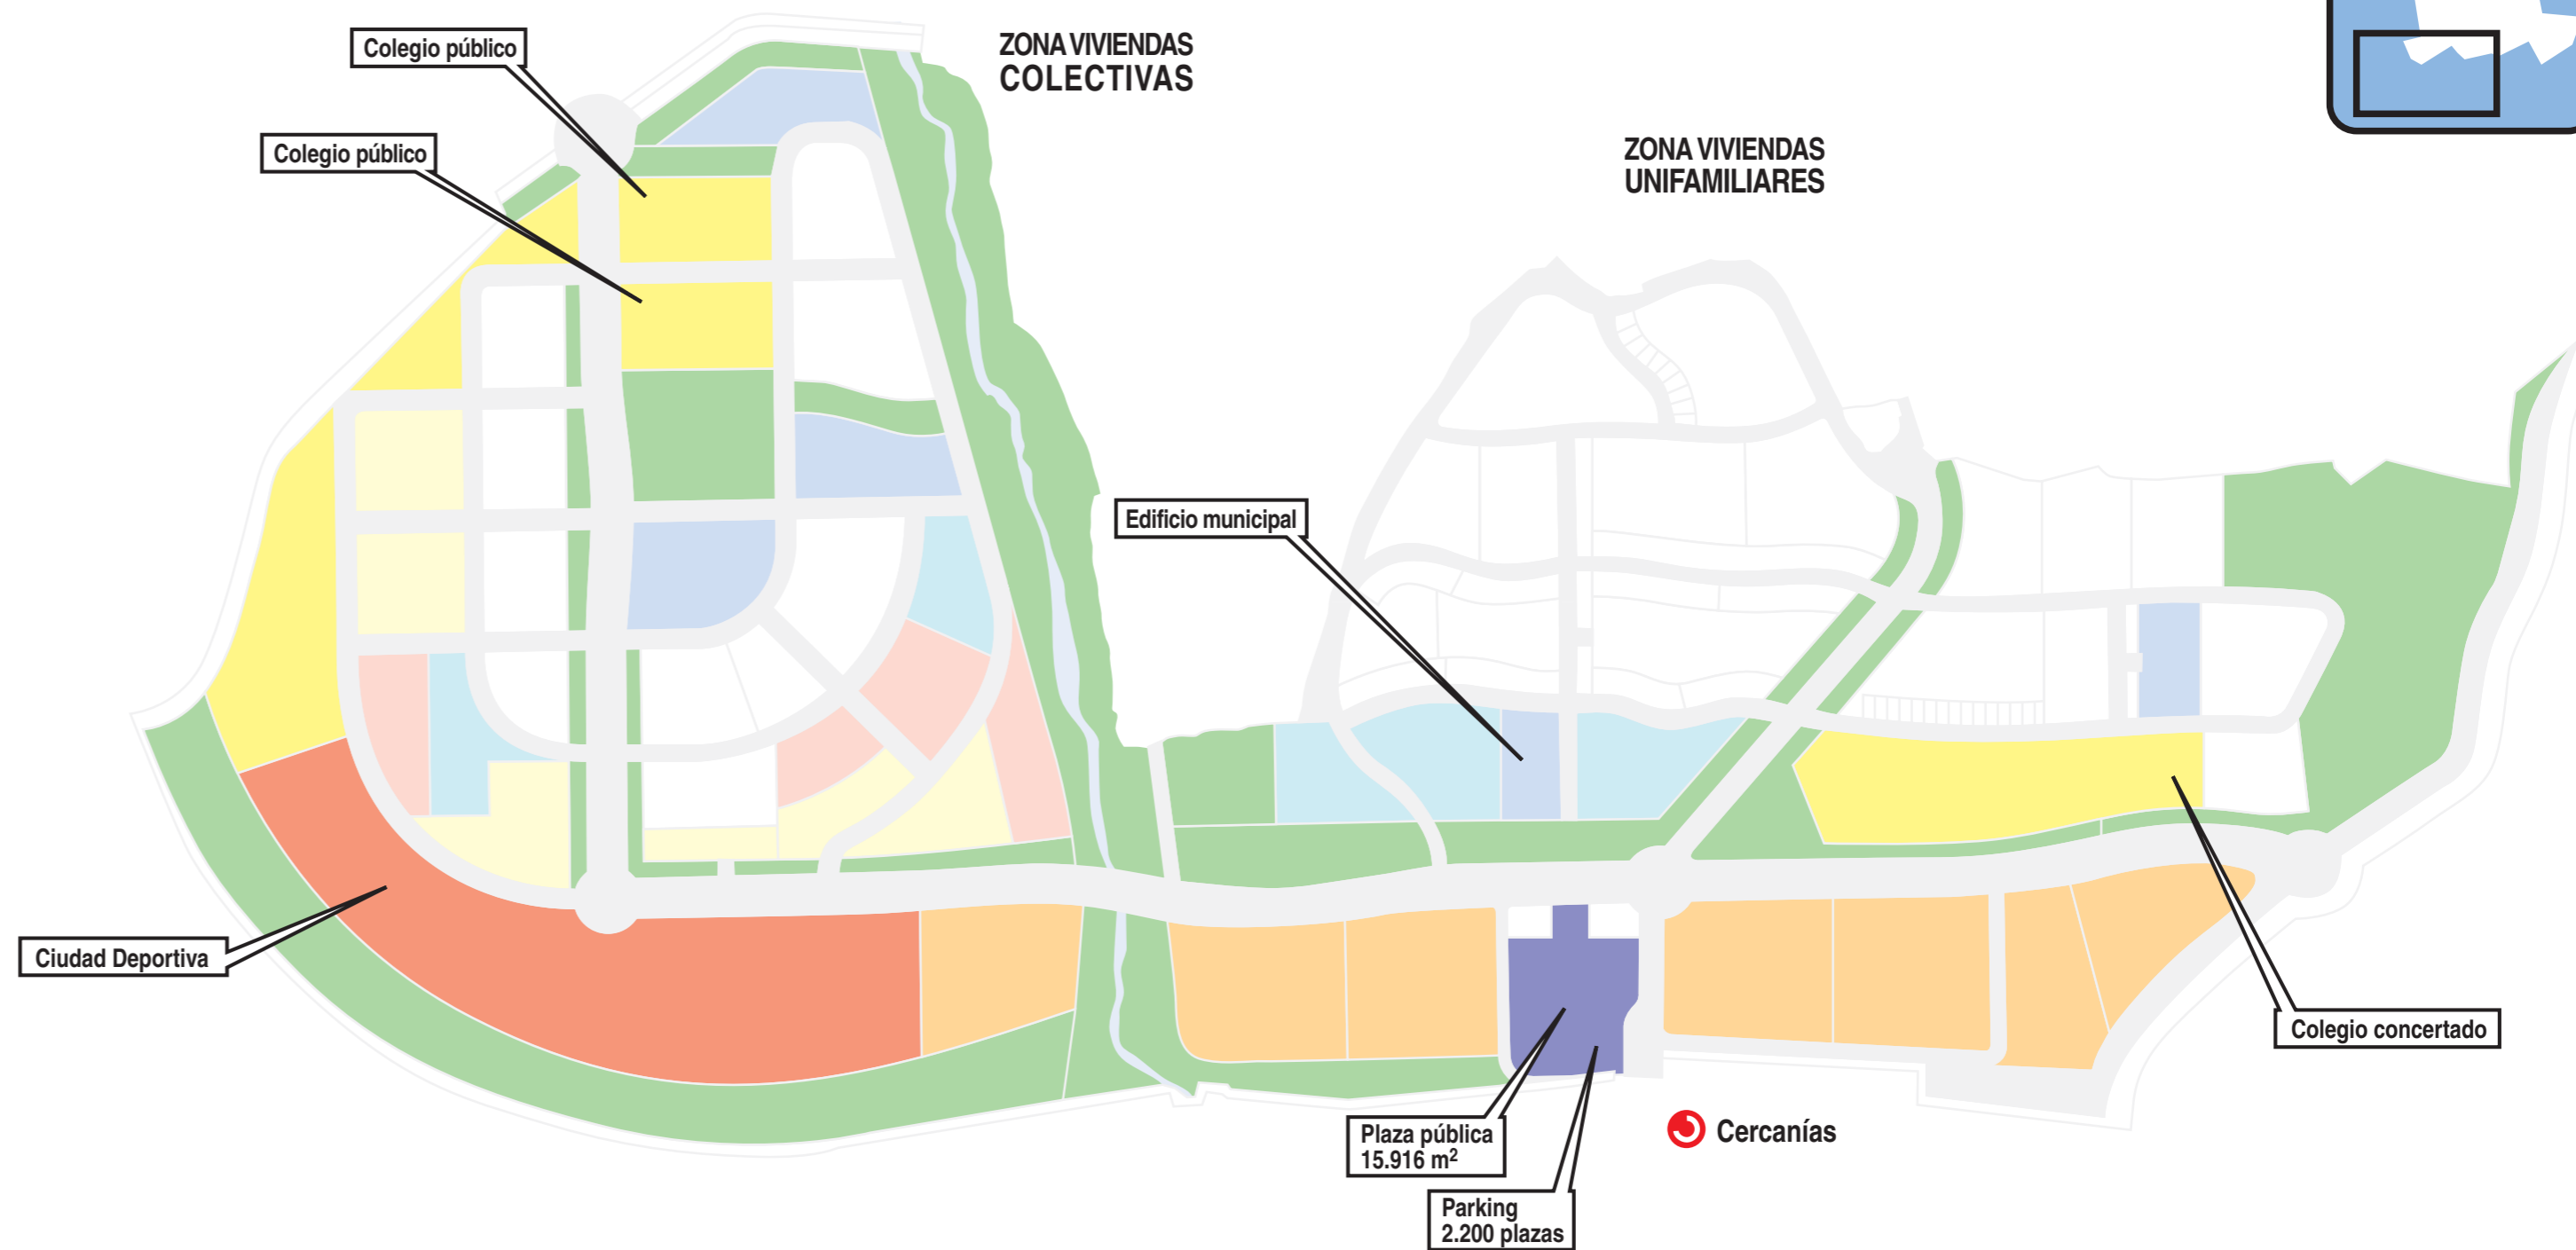 Colegio público
ZONA VIVIENDAS
COLECTIVAS
Colegio público
ZONA VIVIENDAS
UNIFAMILIARES
Edificio municipal
Ciudad Deportiva
Colegio concertado
Plaza pública
15.916 m²
Cercanías
Parking
2.200 plazas